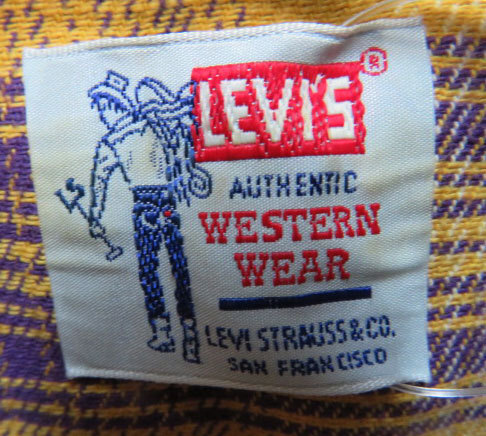 LEVI'S ®
AUTHENTIC
WESTERN
WEAR
LEVI STRAUSS & CO.
SAN FRANCISCO